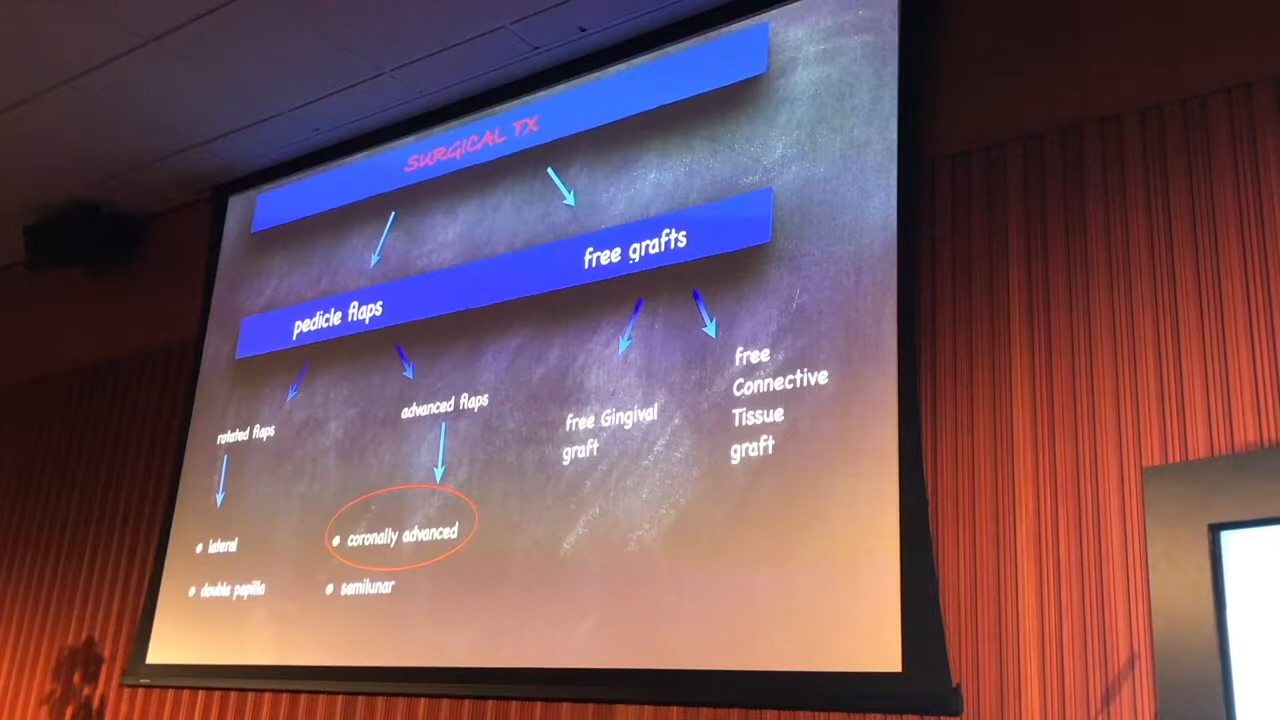 SURGICAL TX
pedicle flaps
free grafts
rotated flaps
advanced flaps
free Gingival
graft
free
Connective
Tissue
graft
lateral
double papilla
coronally advanced
semilunar